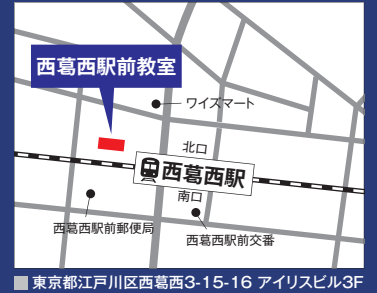 西葛西駅前教室
ワイズマート
北口
西葛西駅
南口
西葛西駅前郵便局
西葛西駅前交番
東京都江戸川区西葛西3-15-16 アイリスビル3F